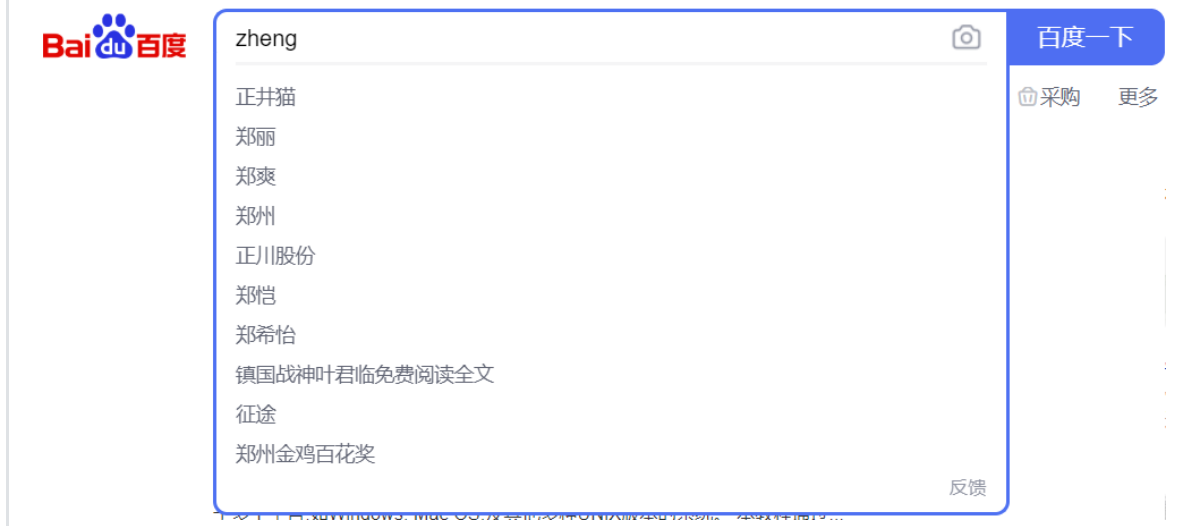 Bai du 百度
zheng
百度一下
正井猫
采购 更多
郑丽
郑爽
郑州
正川股份
郑恺
郑希怡
镇国战神叶君临免费阅读全文
征途
郑州金鸡百花奖
反馈